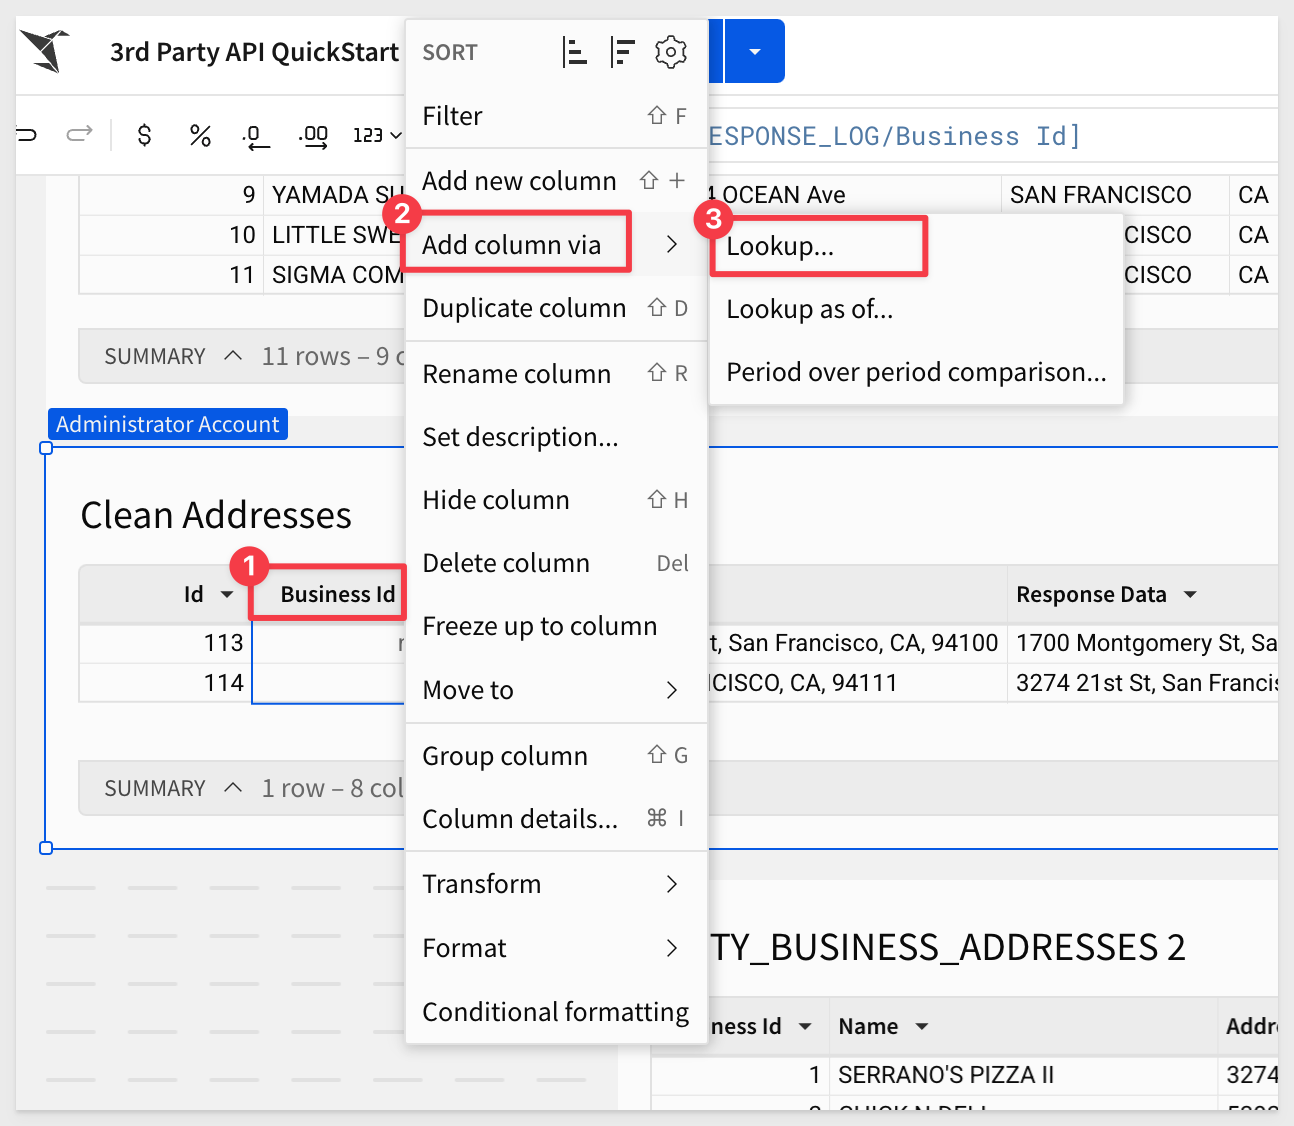 3rd Party API QuickStart
SORT
Filter ⇧ F
$ % .0 .00 123
ESPONSE_LOG/Business Id]
Add new column ⇧ +
9 YAMADA SU
OCEAN Ave SAN FRANCISCO CA
2
3
Add column via
Lookup...
10 LITTLE SWE
CISCO CA
11 SIGMA COM
CISCO CA
Duplicate column ⇧ D
Lookup as of...
SUMMARY 11 rows – 9 c
Rename column ⇧ R
Period over period comparison...
Administrator Account
Set description...
Hide column ⇧ H
Clean Addresses
Delete column Del
1
Id Business Id
Response Data
Freeze up to column
113
t, San Francisco, CA, 94100 1700 Montgomery St, Sa
114
CISCO, CA, 94111 3274 21st St, San Francis
Move to
Group column ⇧ G
SUMMARY 1 row – 8 col
Column details... ⌘ I
Transform
Format
TY_BUSINESS_ADDRESSES 2
Conditional formatting
ness Id Name Addre
1 SERRANO'S PIZZA II 3274